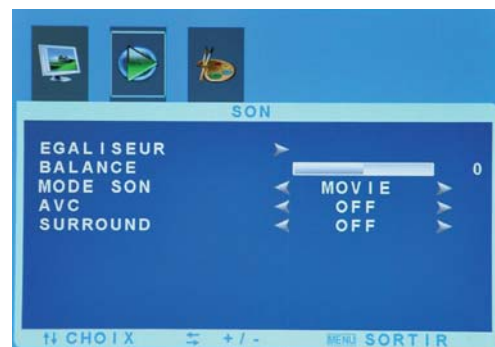 SON
EGALISEUR
BALANCE 0
MODE SON MOVIE
AVC OFF
SURROUND OFF
CHOIX + / - MENU SORTIR